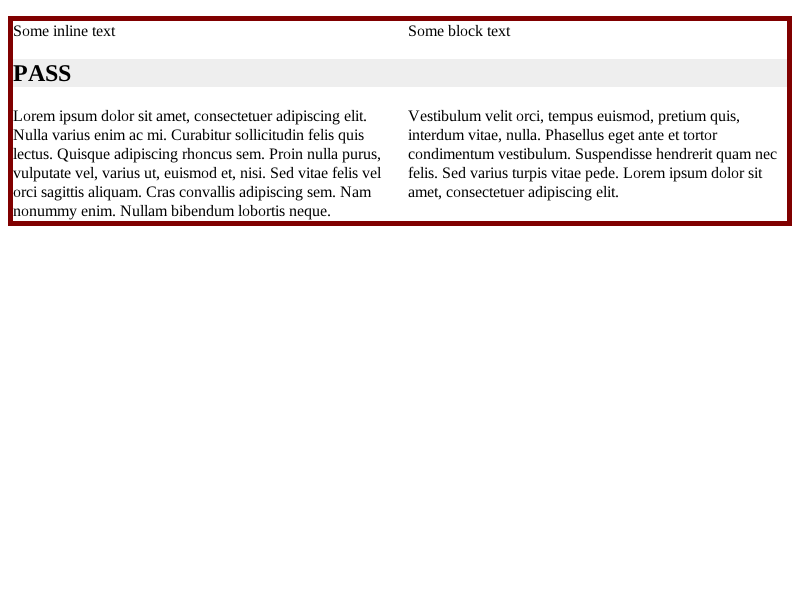 Some inline text
Some block text
PASS
Lorem ipsum dolor sit amet, consectetuer adipiscing elit.
Nulla varius enim ac mi. Curabitur sollicitudin felis quis
lectus. Quisque adipiscing rhoncus sem. Proin nulla purus,
vulputate vel, varius ut, euismod et, nisi. Sed vitae felis vel
orci sagittis aliquam. Cras convallis adipiscing sem. Nam
nonummy enim. Nullam bibendum lobortis neque.
Vestibulum velit orci, tempus euismod, pretium quis,
interdum vitae, nulla. Phasellus eget ante et tortor
condimentum vestibulum. Suspendisse hendrerit quam nec
felis. Sed varius turpis vitae pede. Lorem ipsum dolor sit
amet, consectetuer adipiscing elit.